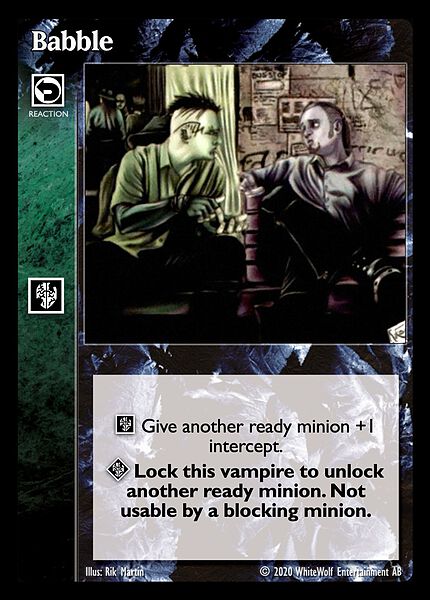 Babble
REACTION
Give another ready minion +1
intercept.
Lock this vampire to unlock
another ready minion. Not
usable by a blocking minion.
Illus: Rik Martin © 2020 WhiteWolf Entertainment AB